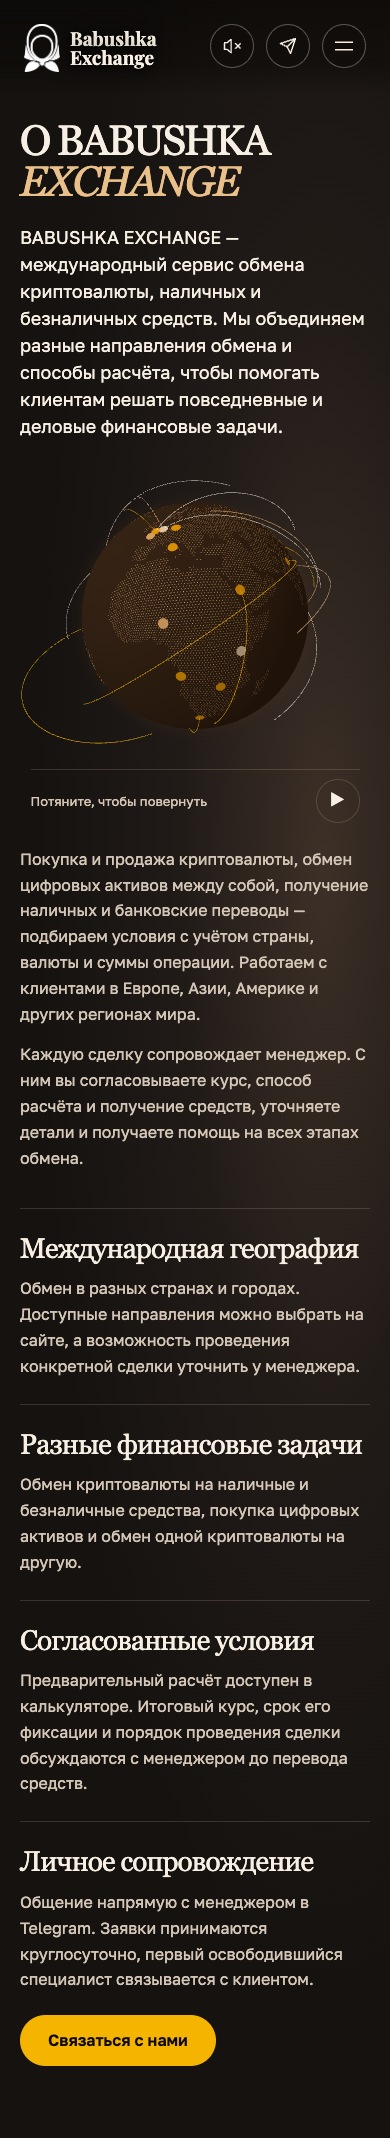 Babushka
Exchange
О BABUSHKA
EXCHANGE
BABUSHKA EXCHANGE —
международный сервис обмена
криптовалюты, наличных и
безналичных средств. Мы объединяем
разные направления обмена и
способы расчёта, чтобы помогать
клиентам решать повседневные и
деловые финансовые задачи.
Потяните, чтобы повернуть
Покупка и продажа криптовалюты, обмен
цифровых активов между собой, получение
наличных и банковские переводы —
подбираем условия с учётом страны,
валюты и суммы операции. Работаем с
клиентами в Европе, Азии, Америке и
других регионах мира.
Каждую сделку сопровождает менеджер. С
ним вы согласовываете курс, способ
расчёта и получение средств, уточняете
детали и получаете помощь на всех этапах
обмена.
Международная география
Обмен в разных странах и городах.
Доступные направления можно выбрать на
сайте, а возможность проведения
конкретной сделки уточнить у менеджера.
Разные финансовые задачи
Обмен криптовалюты на наличные и
безналичные средства, покупка цифровых
активов и обмен одной криптовалюты на
другую.
Согласованные условия
Предварительный расчёт доступен в
калькуляторе. Итоговый курс, срок его
фиксации и порядок проведения сделки
обсуждаются с менеджером до перевода
средств.
Личное сопровождение
Общение напрямую с менеджером в
Telegram. Заявки принимаются
круглосуточно, первый освободившийся
специалист связывается с клиентом.
Связаться с нами